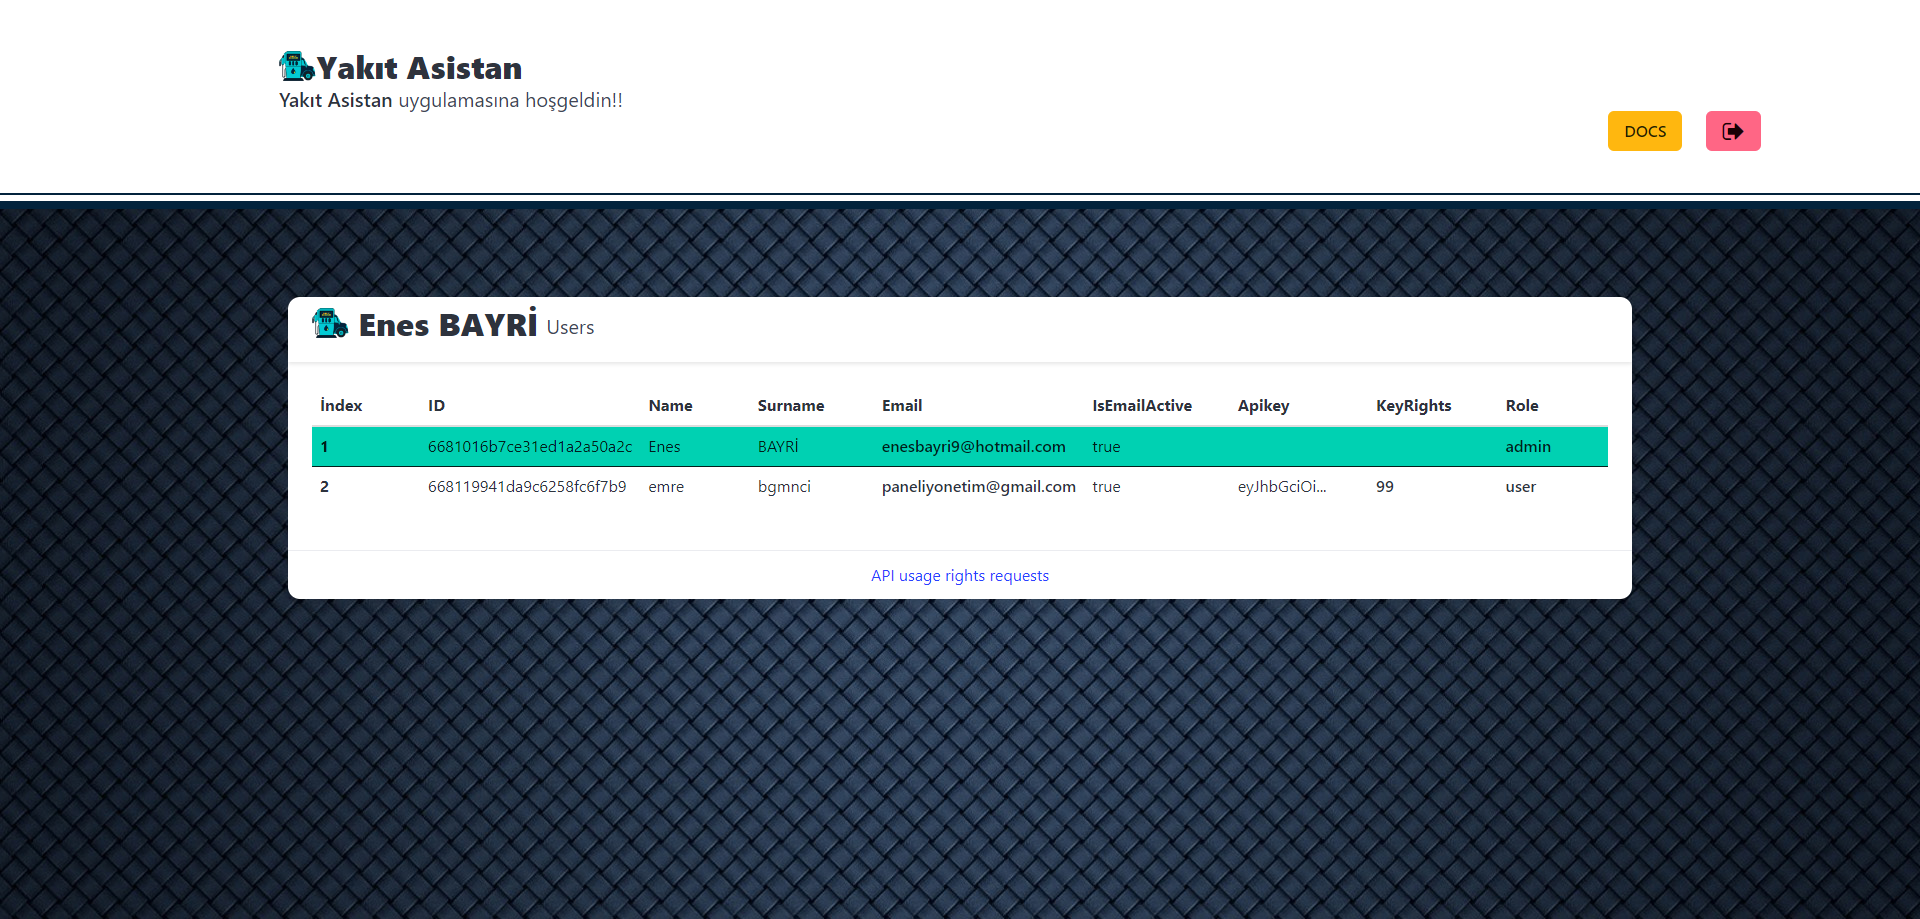 Yakıt Asistan
Yakıt Asistan uygulamasına hoşgeldin!!
DOCS
Enes BAYRİ Users
İndex ID Name Surname Email IsEmailActive Apikey KeyRights Role
1 6681016b7ce31ed1a2a50a2c Enes BAYRİ enesbayri9@hotmail.com true admin
2 668119941da9c6258fc6f7b9 emre bgmnci paneliyonetim@gmail.com true eyJhbGciOi... 99 user
API usage rights requests